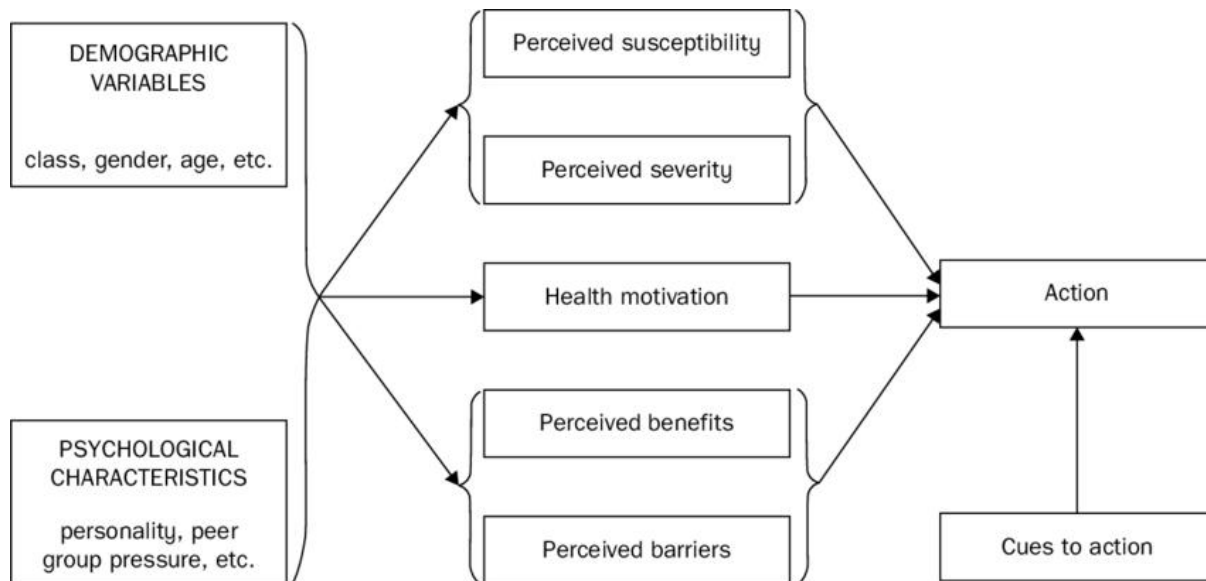 DEMOGRAPHIC
VARIABLES
class, gender, age, etc.
PSYCHOLOGICAL
CHARACTERISTICS
personality, peer
group pressure, etc.
Perceived susceptibility
Perceived severity
Health motivation
Perceived benefits
Perceived barriers
Action
Cues to action